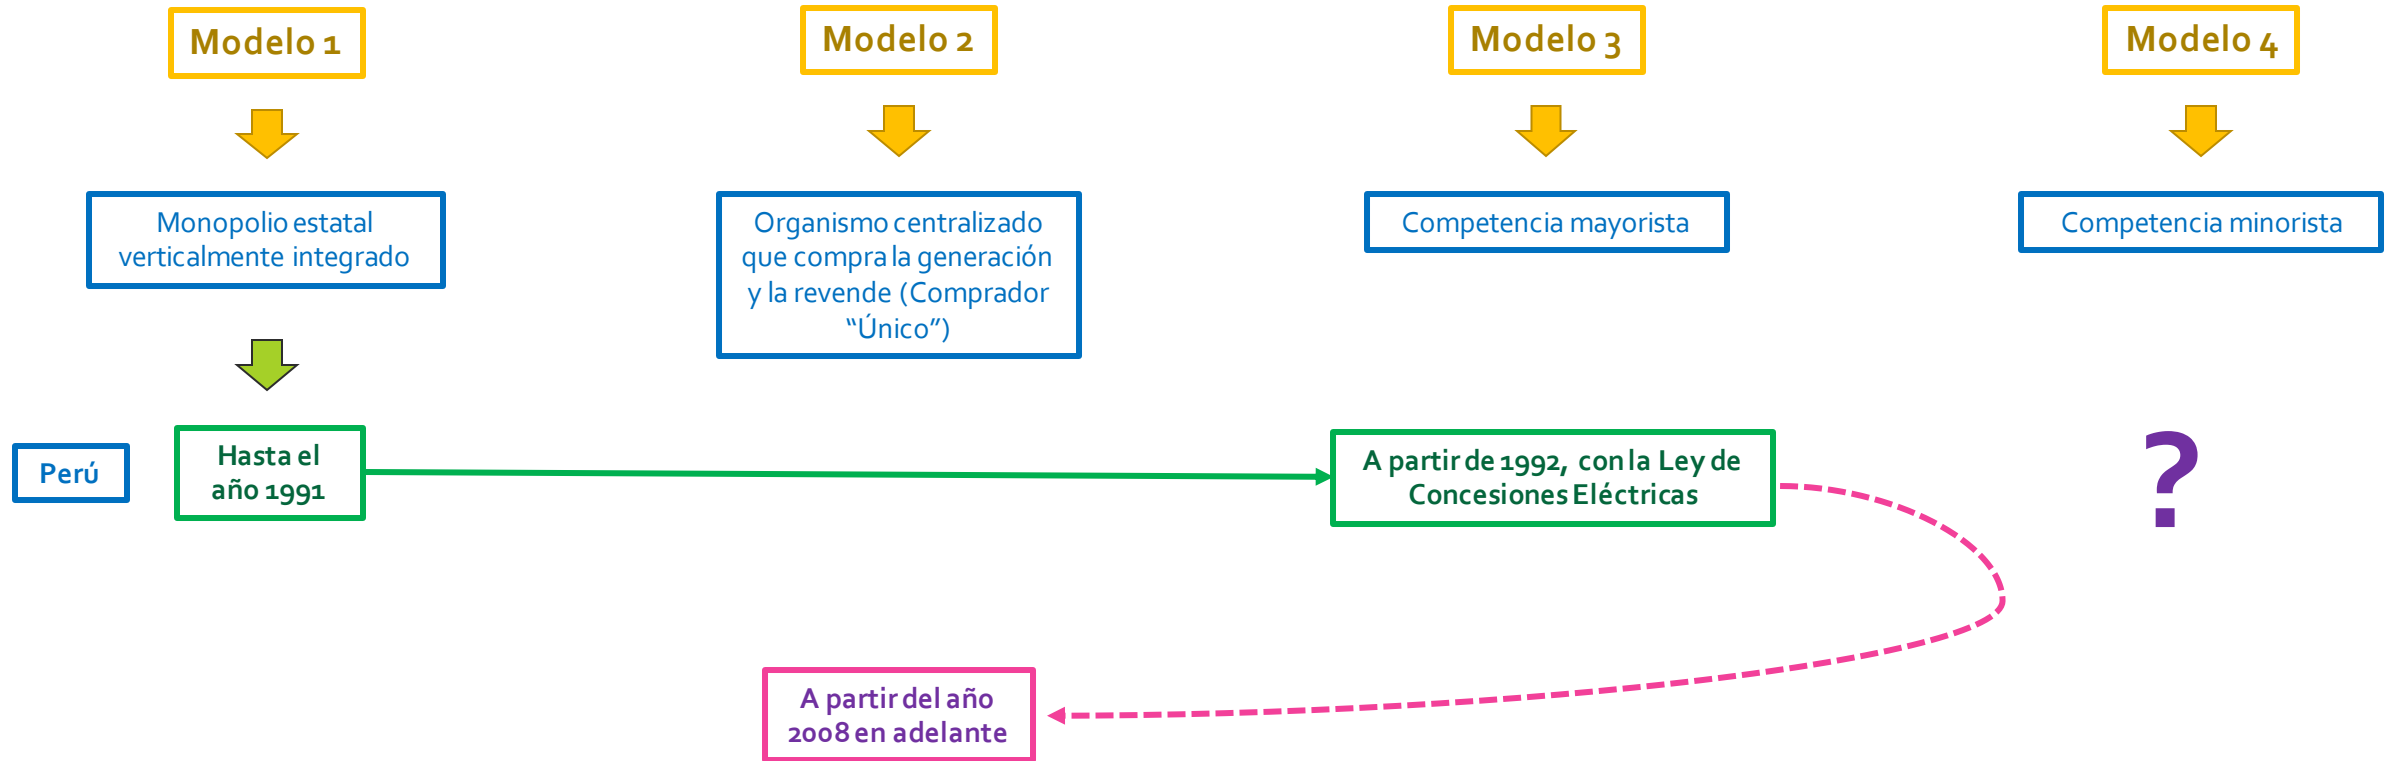 Modelo 1
Modelo 2
Modelo 3
Modelo 4
Monopolio estatal
verticalmente integrado
Organismo centralizado
que compra la generación
y la revende (Comprador
“Único”)
Competencia mayorista
Competencia minorista
Perú
Hasta el
año 1991
A partir de 1992, con la Ley de
Concesiones Eléctricas
?
A partir del año
2008 en adelante